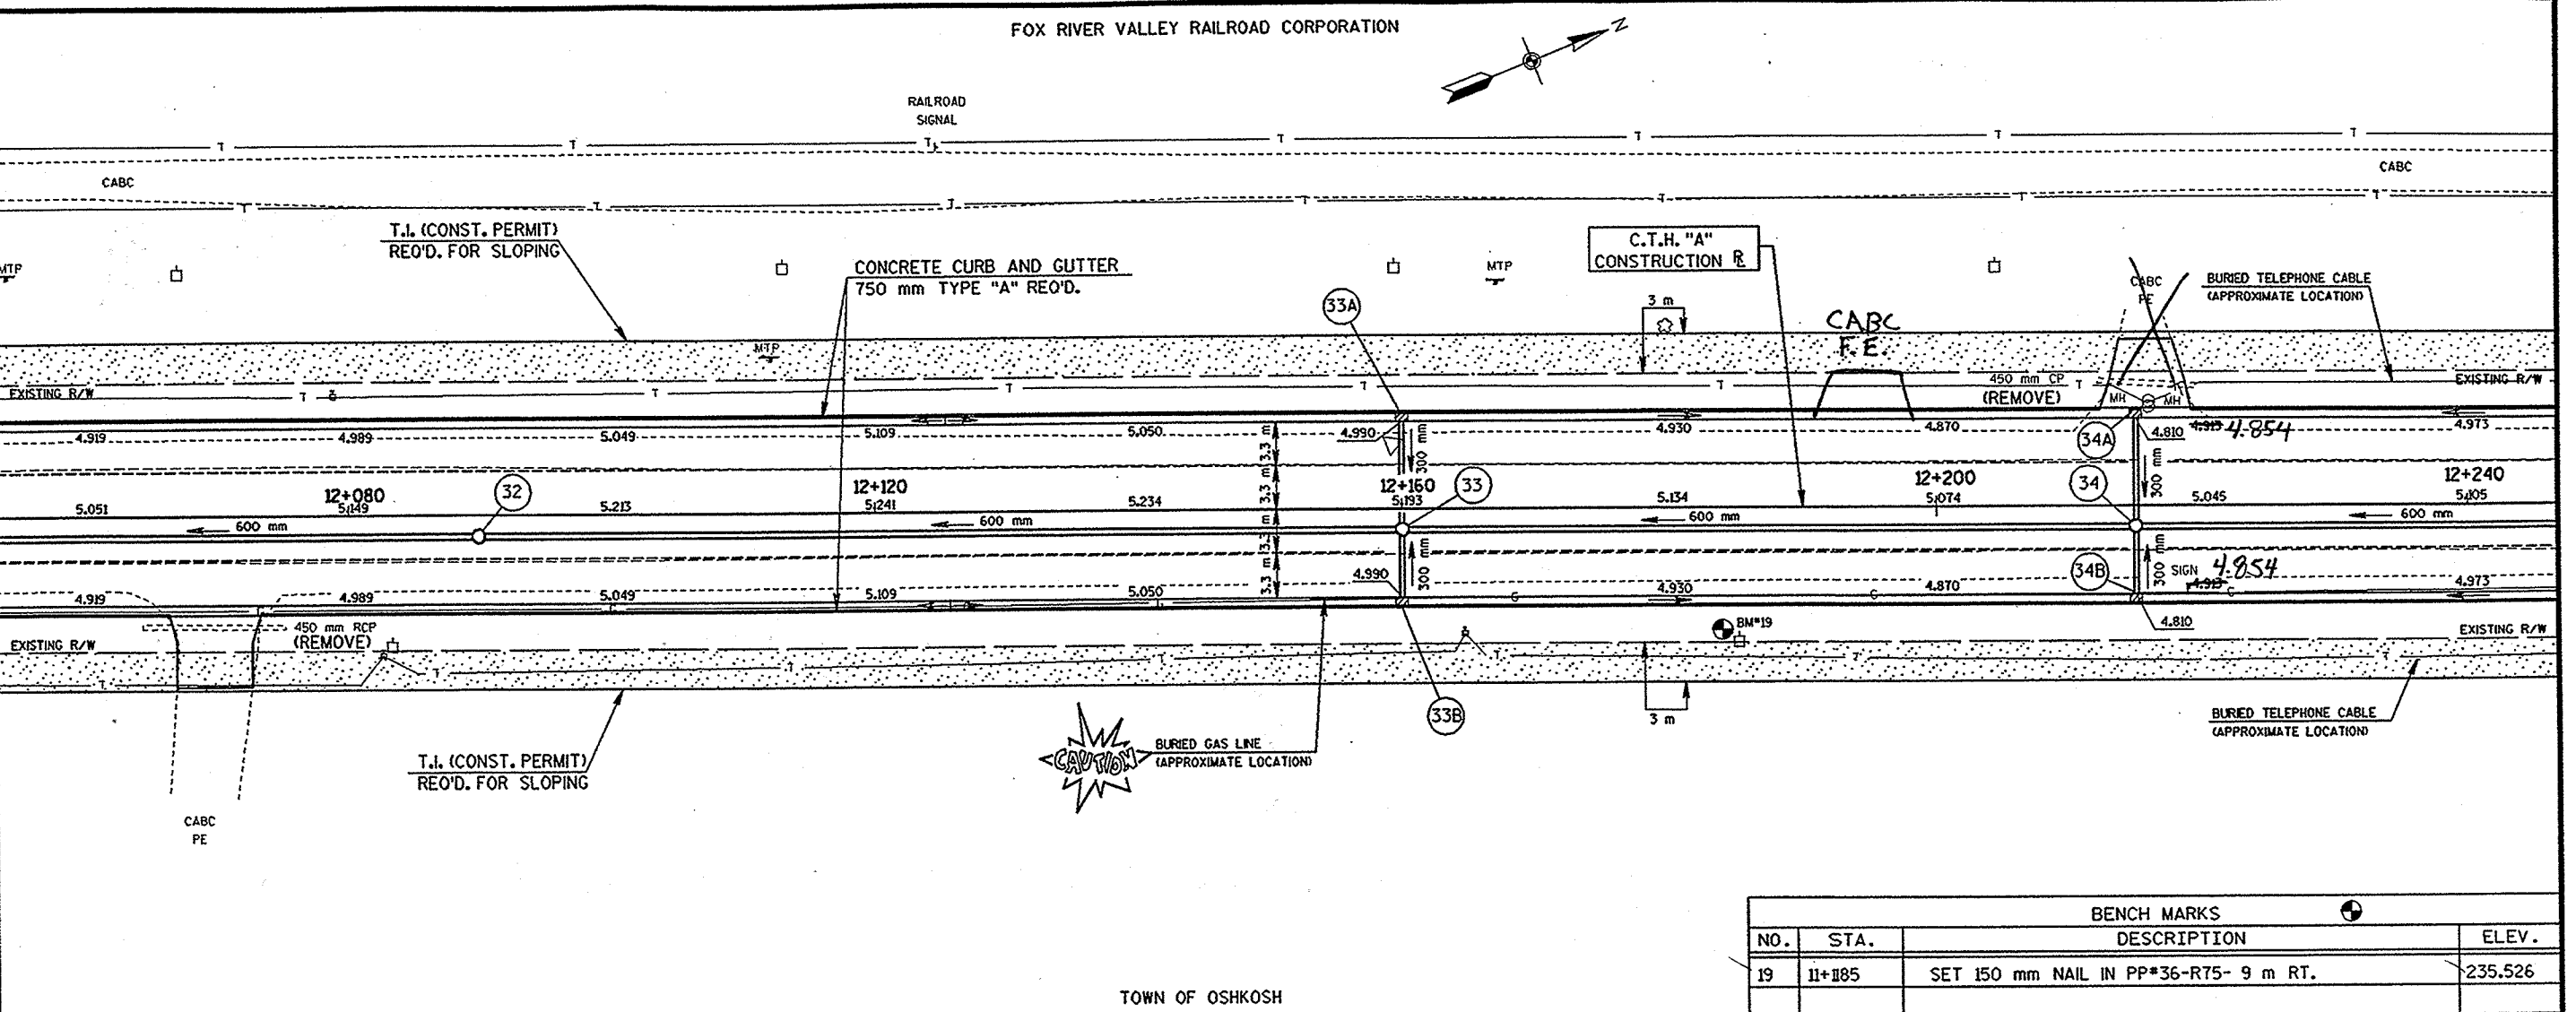 FOX RIVER VALLEY RAILROAD CORPORATION
N
RAILROAD
SIGNAL
T T T T T T T
CABC
CABC
T T T T T T T
T.I. (CONST. PERMIT)
REQ'D. FOR SLOPING
C.T.H. "A"
CONSTRUCTION RL
MTP
CONCRETE CURB AND GUTTER
750 mm TYPE "A" REQ'D.
MTP
CABC
PE
BURIED TELEPHONE CABLE
(APPROXIMATE LOCATION)
33A
3 m
CABC
F.E.
MTP
EXISTING R/W
T T T T T
450 mm CP
(REMOVE)
T
MH
MH
EXISTING R/W
4.919
4.989
5.049
5.109
5.050
4.990
300 mm
4.930
4.870
34A
4.810
4.913
4.854
4.973
3.3 m
3.3 m
3.3 m
3.3 m
12+080
32
12+120
12+160
33
12+200
34
300 mm
12+240
5.051
5.149
5.213
5.241
5.234
5.193
5.134
5.074
5.045
5.105
600 mm
600 mm
600 mm
600 mm
4.919
4.989
5.049
5.109
5.050
4.990
300 mm
4.930
4.870
34B
300 mm
SIGN
4.913
4.854
4.973
G G G
450 mm RCP
(REMOVE)
BM#19
4.810
EXISTING R/W
EXISTING R/W
T T T T T T
33B
3 m
BURIED TELEPHONE CABLE
(APPROXIMATE LOCATION)
CAUTION
BURIED GAS LINE
(APPROXIMATE LOCATION)
T.I. (CONST. PERMIT)
REQ'D. FOR SLOPING
CABC
PE
BENCH MARKS
NO. STA. DESCRIPTION ELEV.
19 11+1185 SET 150 mm NAIL IN PP#36-R75- 9 m RT. 235.526
TOWN OF OSHKOSH